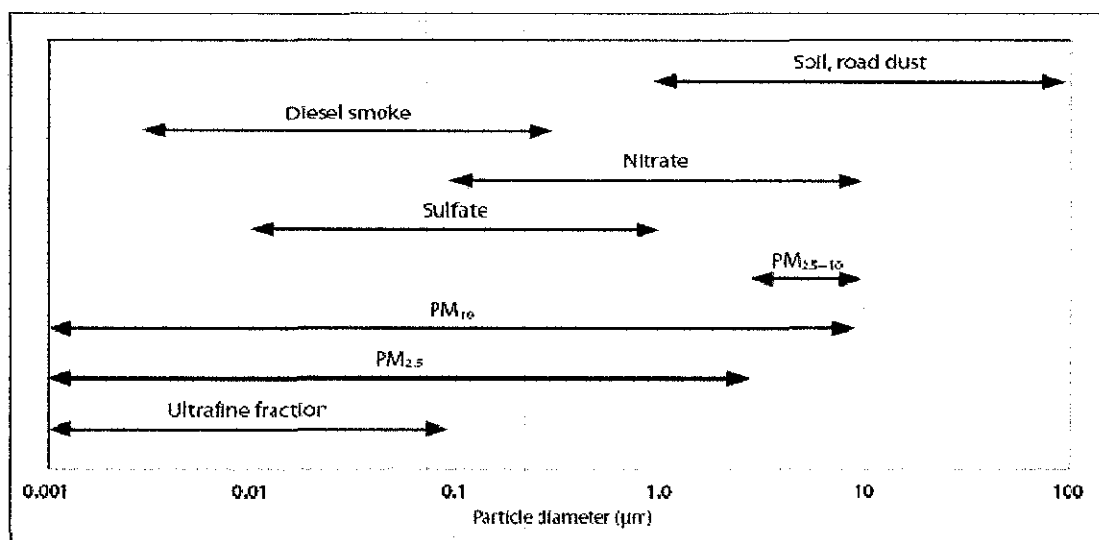 Soil, road dust
Diesel smoke
Nitrate
Sulfate
PM2.5–10
PM10
PM2.5
Ultrafine fraction
0.001 0.01 0.1 1.0 10 100
Particle diameter (µm)